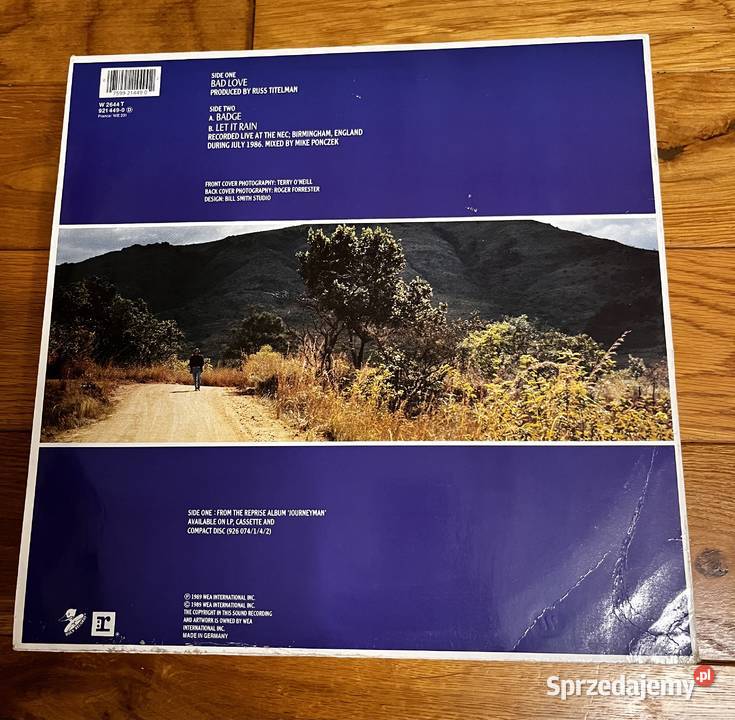 7599-21449 0
W 2644 T
921 449-0 D
France: WE 201
SIDE ONE
BAD LOVE
PRODUCED BY RUSS TITELMAN
SIDE TWO
A. BADGE
B. LET IT RAIN
RECORDED LIVE AT THE NEC; BIRMINGHAM, ENGLAND
DURING JULY 1986. MIXED BY MIKE PONCZEK
FRONT COVER PHOTOGRAPHY: TERRY O'NEILL
BACK COVER PHOTOGRAPHY: ROGER FORRESTER
DESIGN: BILL SMITH STUDIO
SIDE ONE : FROM THE REPRISE ALBUM 'JOURNEYMAN'
AVAILABLE ON LP, CASSETTE AND
COMPACT DISC (926 074/1/4/2)
℗ 1989 WEA INTERNATIONAL INC.
© 1989 WEA INTERNATIONAL INC.
THE COPYRIGHT IN THIS SOUND RECORDING
AND ARTWORK IS OWNED BY WEA
INTERNATIONAL INC.
MADE IN GERMANY
r
Sprzedajemy.pl